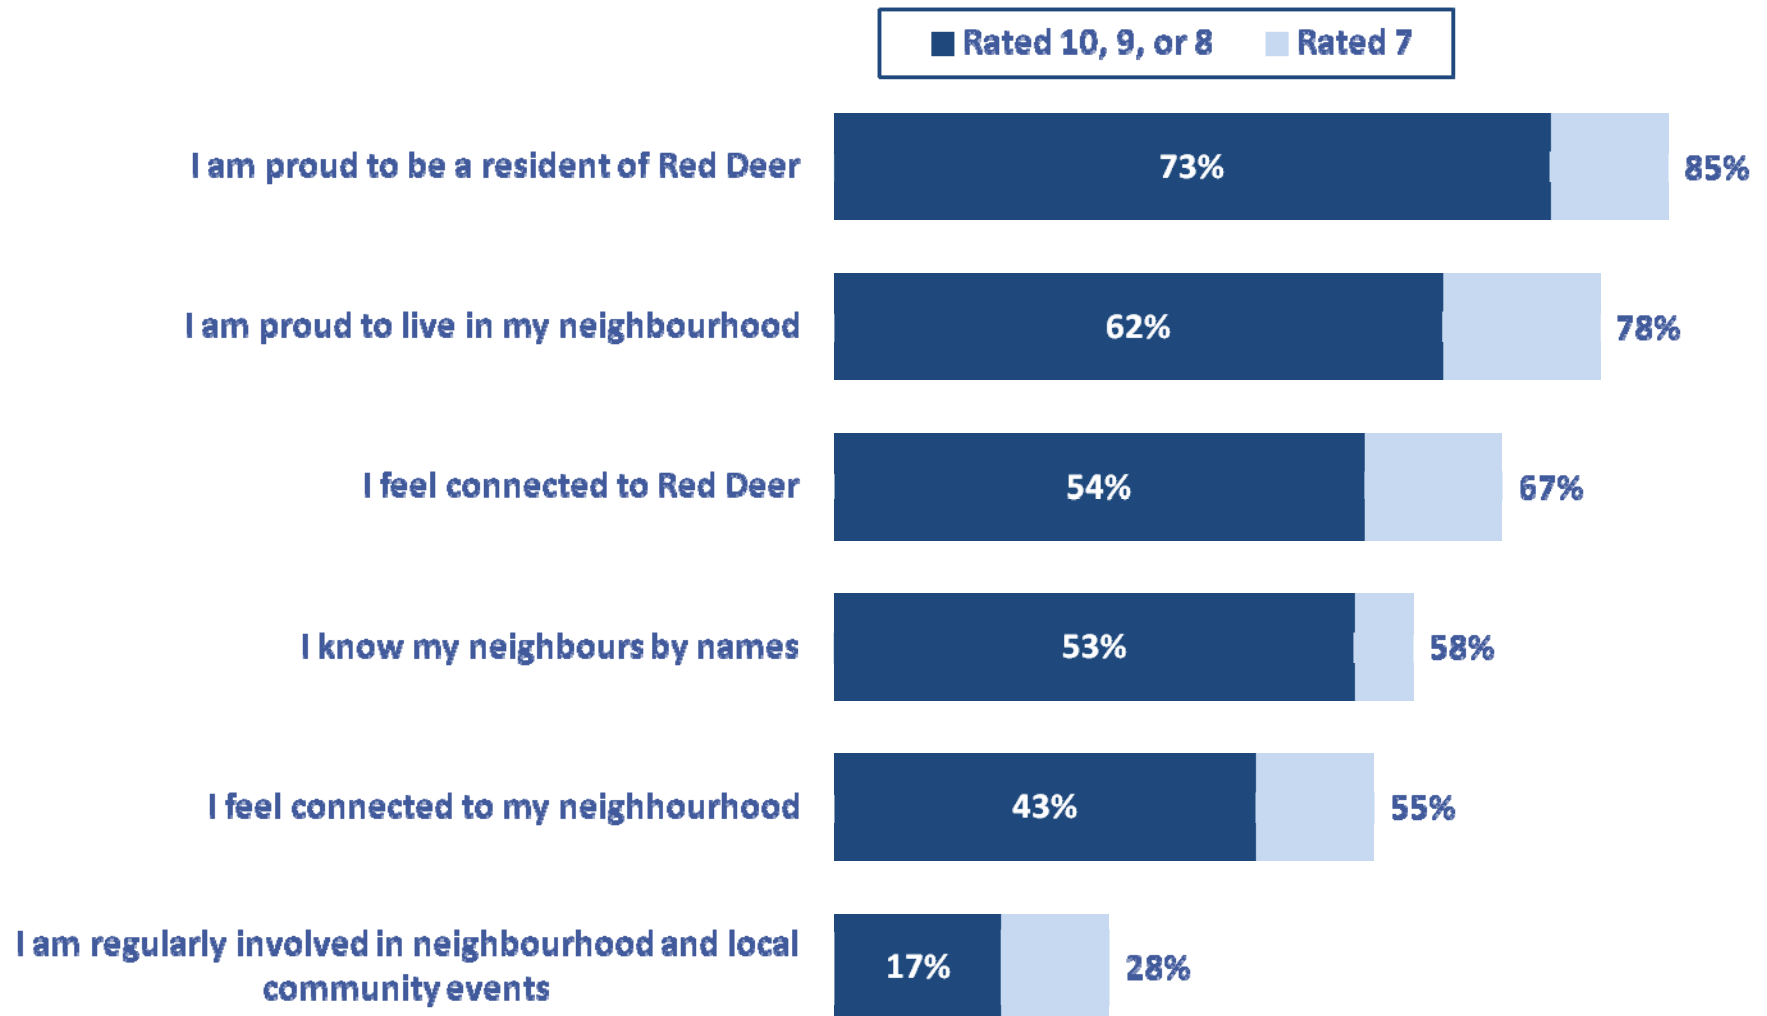 Rated 10, 9, or 8 Rated 7
I am proud to be a resident of Red Deer 73% 85%
I am proud to live in my neighbourhood 62% 78%
I feel connected to Red Deer 54% 67%
I know my neighbours by names 53% 58%
I feel connected to my neighhourhood 43% 55%
I am regularly involved in neighbourhood and local
community events 17% 28%